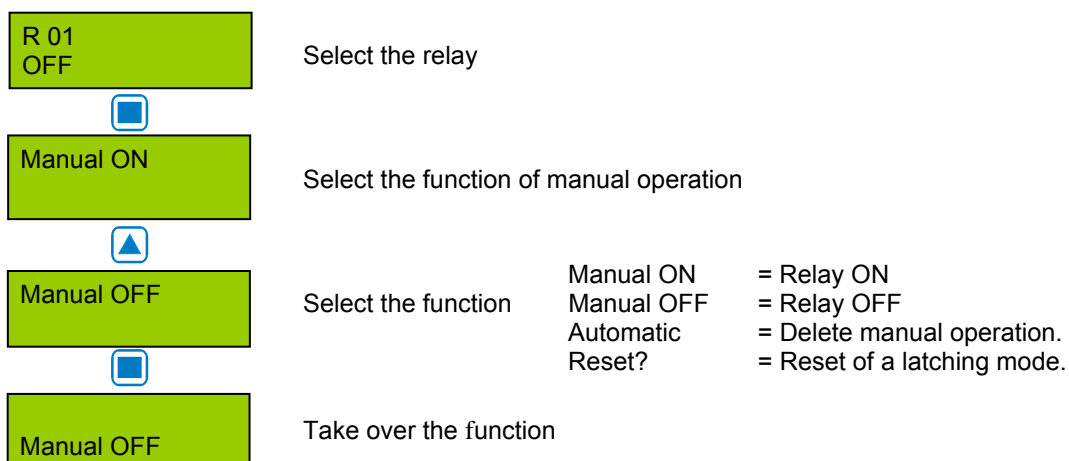 R 01
OFF
Select the relay
Manual ON
Select the function of manual operation
Manual OFF
Select the function
Manual ON = Relay ON
Manual OFF = Relay OFF
Automatic = Delete manual operation.
Reset? = Reset of a latching mode.
Manual OFF
Take over the function